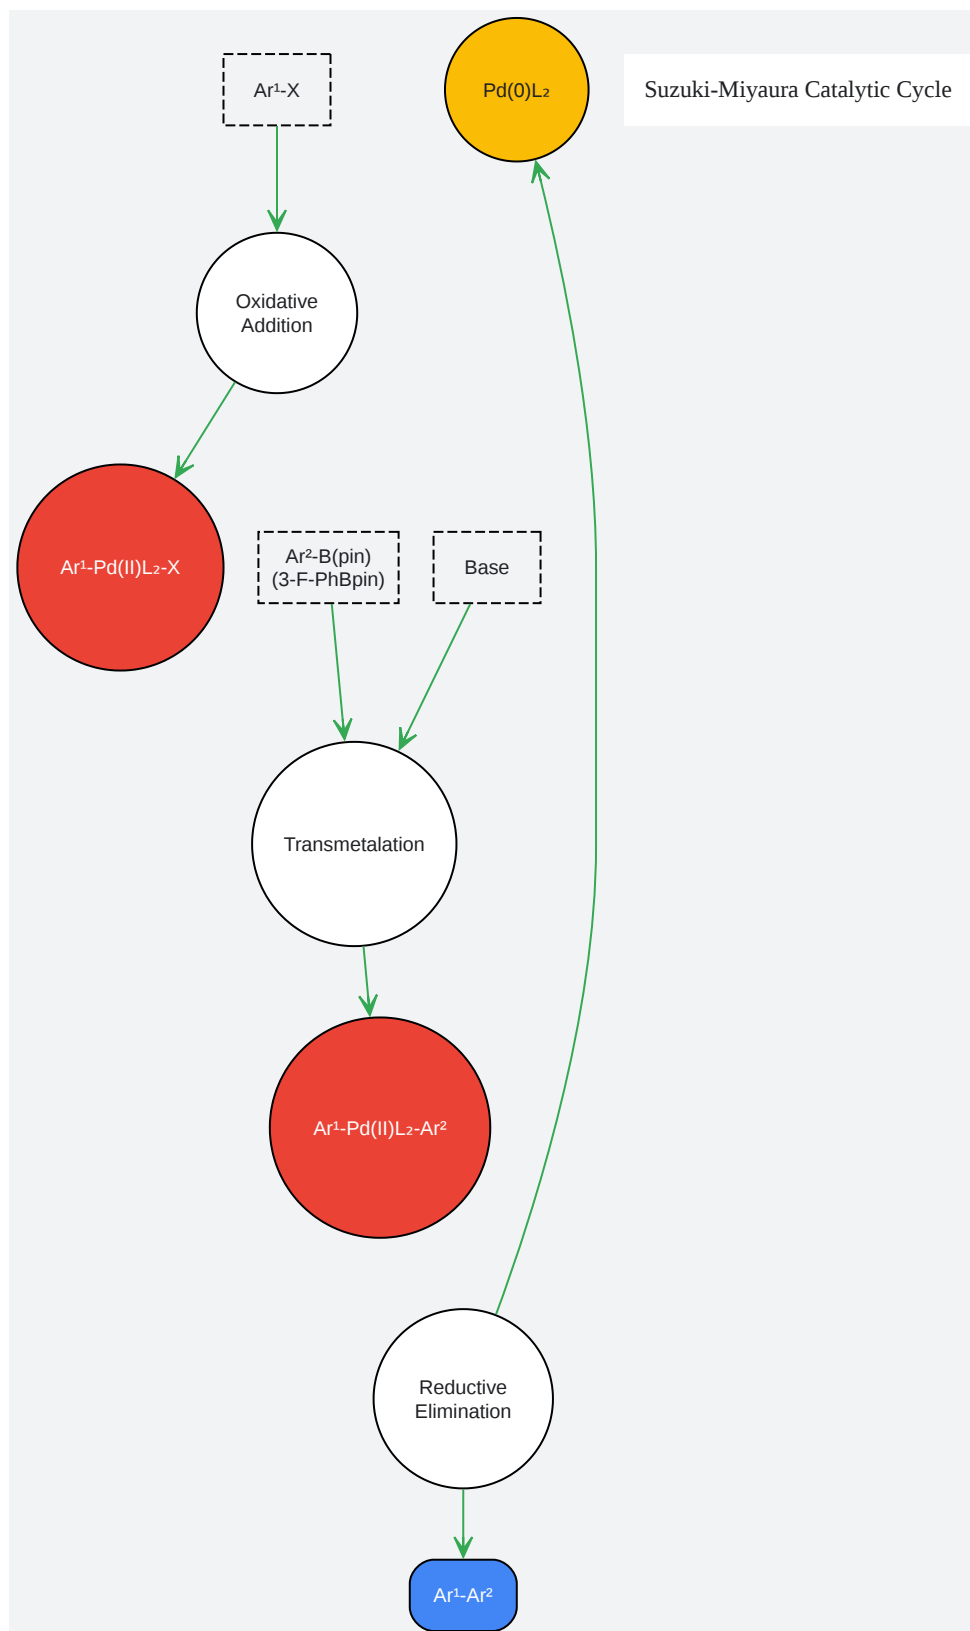 Ar¹-X
Pd(0)L₂
Suzuki-Miyaura Catalytic Cycle
Oxidative
Addition
Ar¹-Pd(II)L₂-X
Ar²-B(pin)
(3-F-PhBpin)
Base
Transmetalation
Ar¹-Pd(II)L₂-Ar²
Reductive
Elimination
Ar¹-Ar²